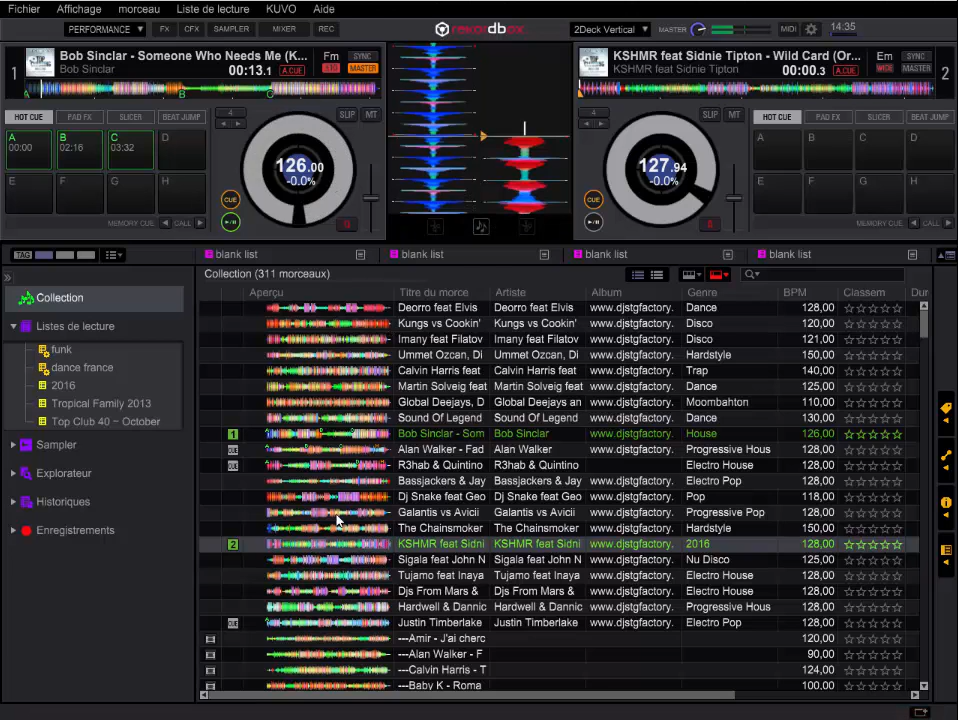 Fichier Affichage morceau Liste de lecture KUVO Aide
PERFORMANCE FX CFX SAMPLER MIXER REC rekordbox 2Deck Vertical MASTER MIDI 14:35
1 Bob Sinclar - Someone Who Needs Me (K... Fm SYNC
Bob Sinclar 00:13.1 A.CUE MASTER
KSHMR feat Sidnie Tipton - Wild Card (Or... Em SYNC
KSHMR feat Sidnie Tipton 00:00.3 A.CUE WIDE MASTER 2
HOT CUE PAD FX SLICER BEAT JUMP 4 SLIP MT
A B C D
00:00 02:16 03:32
E F G H
126.00
-0.0%
CUE
MEMORY CUE CALL
4 SLIP MT HOT CUE PAD FX SLICER BEAT JUMP
A B C D
E F G H
127.94
-0.0%
CUE
MEMORY CUE CALL
TAG blank list blank list blank list blank list
Collection (311 morceaux)
Collection
Listes de lecture
funk
dance france
2016
Tropical Family 2013
Top Club 40 – October
Sampler
Explorateur
Historiques
Enregistrements
Aperçu Titre du morce Artiste Album Genre BPM Classem Dur
Deorro feat Elvis Deorro feat Elvis www.djstgfactory. Dance 128,00
Kungs vs Cookin' Kungs vs Cookin' www.djstgfactory. Disco 120,00
Imany feat Filatov Imany feat Filatov www.djstgfactory. Disco 121,00
Ummet Ozcan, Di Ummet Ozcan, Di www.djstgfactory. Hardstyle 150,00
Calvin Harris feat Calvin Harris feat www.djstgfactory. Trap 140,00
Martin Solveig feat Martin Solveig feat www.djstgfactory. Dance 125,00
Global Deejays, D Global Deejays an www.djstgfactory. Moombahton 110,00
Sound Of Legend Sound Of Legend www.djstgfactory. Dance 130,00
1 Bob Sinclar - Som Bob Sinclar www.djstgfactory. House 126,00
CUE Alan Walker - Fad Alan Walker www.djstgfactory. Progressive Hous 128,00
CUE R3hab & Quintino R3hab & Quintino www.djstgfactory. Electro House 128,00
Bassjackers & Jay Bassjackers & Jay www.djstgfactory. Electro Pop 128,00
Dj Snake feat Geo Dj Snake feat Geo www.djstgfactory. Pop 118,00
Galantis vs Avicii Galantis vs Avicii www.djstgfactory. Progressive Pop 128,00
The Chainsmoker The Chainsmoker www.djstgfactory. Hardstyle 150,00
2 KSHMR feat Sidni KSHMR feat Sidni www.djstgfactory. 2016 128,00
Sigala feat John N Sigala feat John N www.djstgfactory. Nu Disco 125,00
Tujamo feat Inaya Tujamo feat Inaya www.djstgfactory. Electro House 128,00
Djs From Mars & Djs From Mars & www.djstgfactory. Electro House 128,00
Hardwell & Dannic Hardwell & Dannic www.djstgfactory. Progressive Hous 128,00
CUE Justin Timberlake Justin Timberlake www.djstgfactory. Electro Pop 128,00
---Amir - J'ai cherc 120,00
---Alan Walker - F 90,00
---Calvin Harris - T 124,00
---Baby K - Roma 100,00